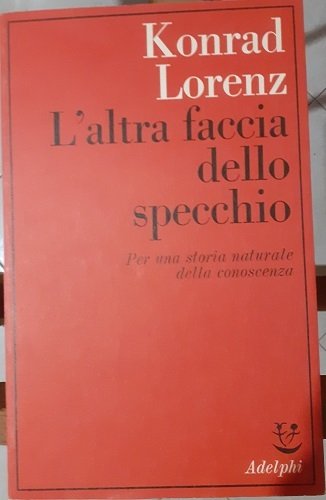 Konrad
Lorenz
L'altra faccia
dello
specchio
Per una storia naturale
della conoscenza
Adelphi